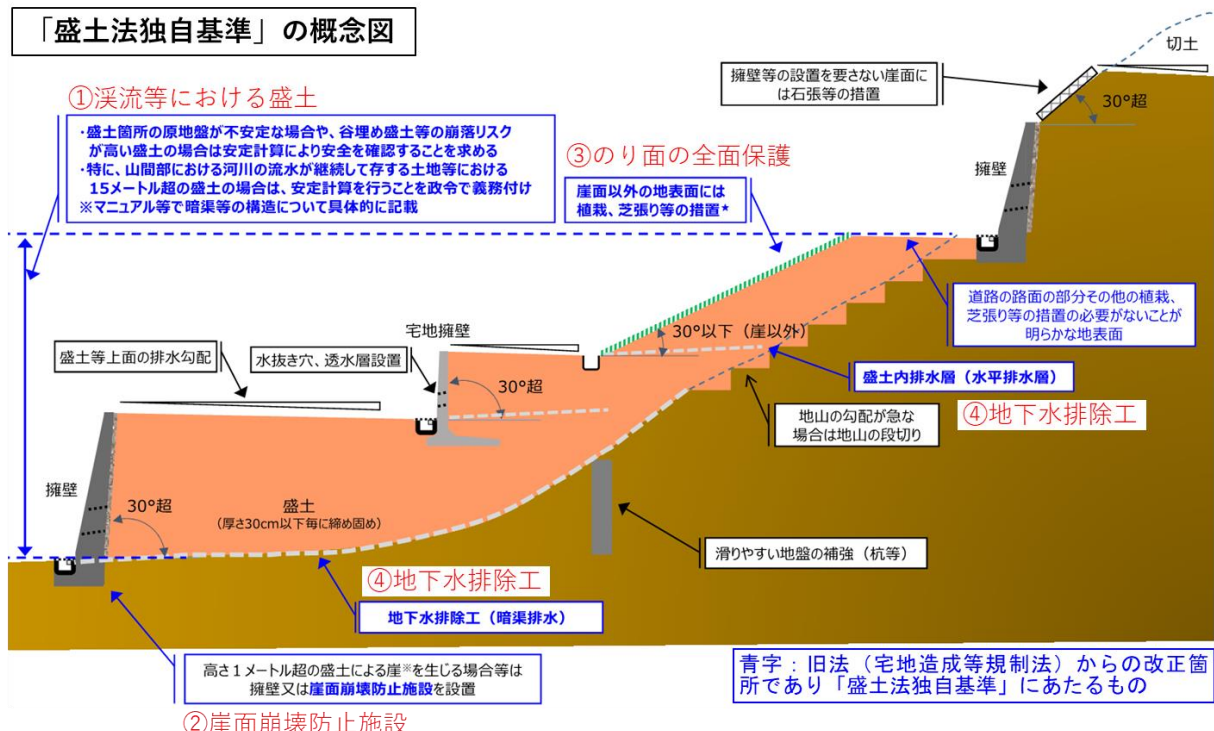 「盛土法独自基準」の概念図
切土
擁壁等の設置を要さない崖面に
は石張等の措置
30°超
①渓流等における盛土
・盛土箇所の原地盤が不安定な場合や、谷埋め盛土等の崩落リスク
が高い盛土の場合は安定計算により安全を確認することを求める
・特に、山間部における河川の流水が継続して存する土地等における
15メートル超の盛土の場合は、安定計算を行うことを政令で義務付け
※マニュアル等で暗渠等の構造について具体的に記載
③のり面の全面保護
崖面以外の地表面には
植栽、芝張り等の措置★
擁壁
道路の路面の部分その他の植栽、
芝張り等の措置の必要がないことが
明らかな地表面
宅地擁壁
30°以下（崖以外）
盛土等上面の排水勾配
水抜き穴、透水層設置
30°超
盛土内排水層（水平排水層）
④地下水排除工
地山の勾配が急な
場合は地山の段切り
擁壁
30°超
盛土
（厚さ30cm以下毎に締め固め）
滑りやすい地盤の補強（杭等）
④地下水排除工
地下水排除工（暗渠排水）
高さ１メートル超の盛土による崖※を生じる場合等は
擁壁又は崖面崩壊防止施設を設置
②崖面崩壊防止施設
青字：旧法（宅地造成等規制法）からの改正箇
所であり「盛土法独自基準」にあたるもの